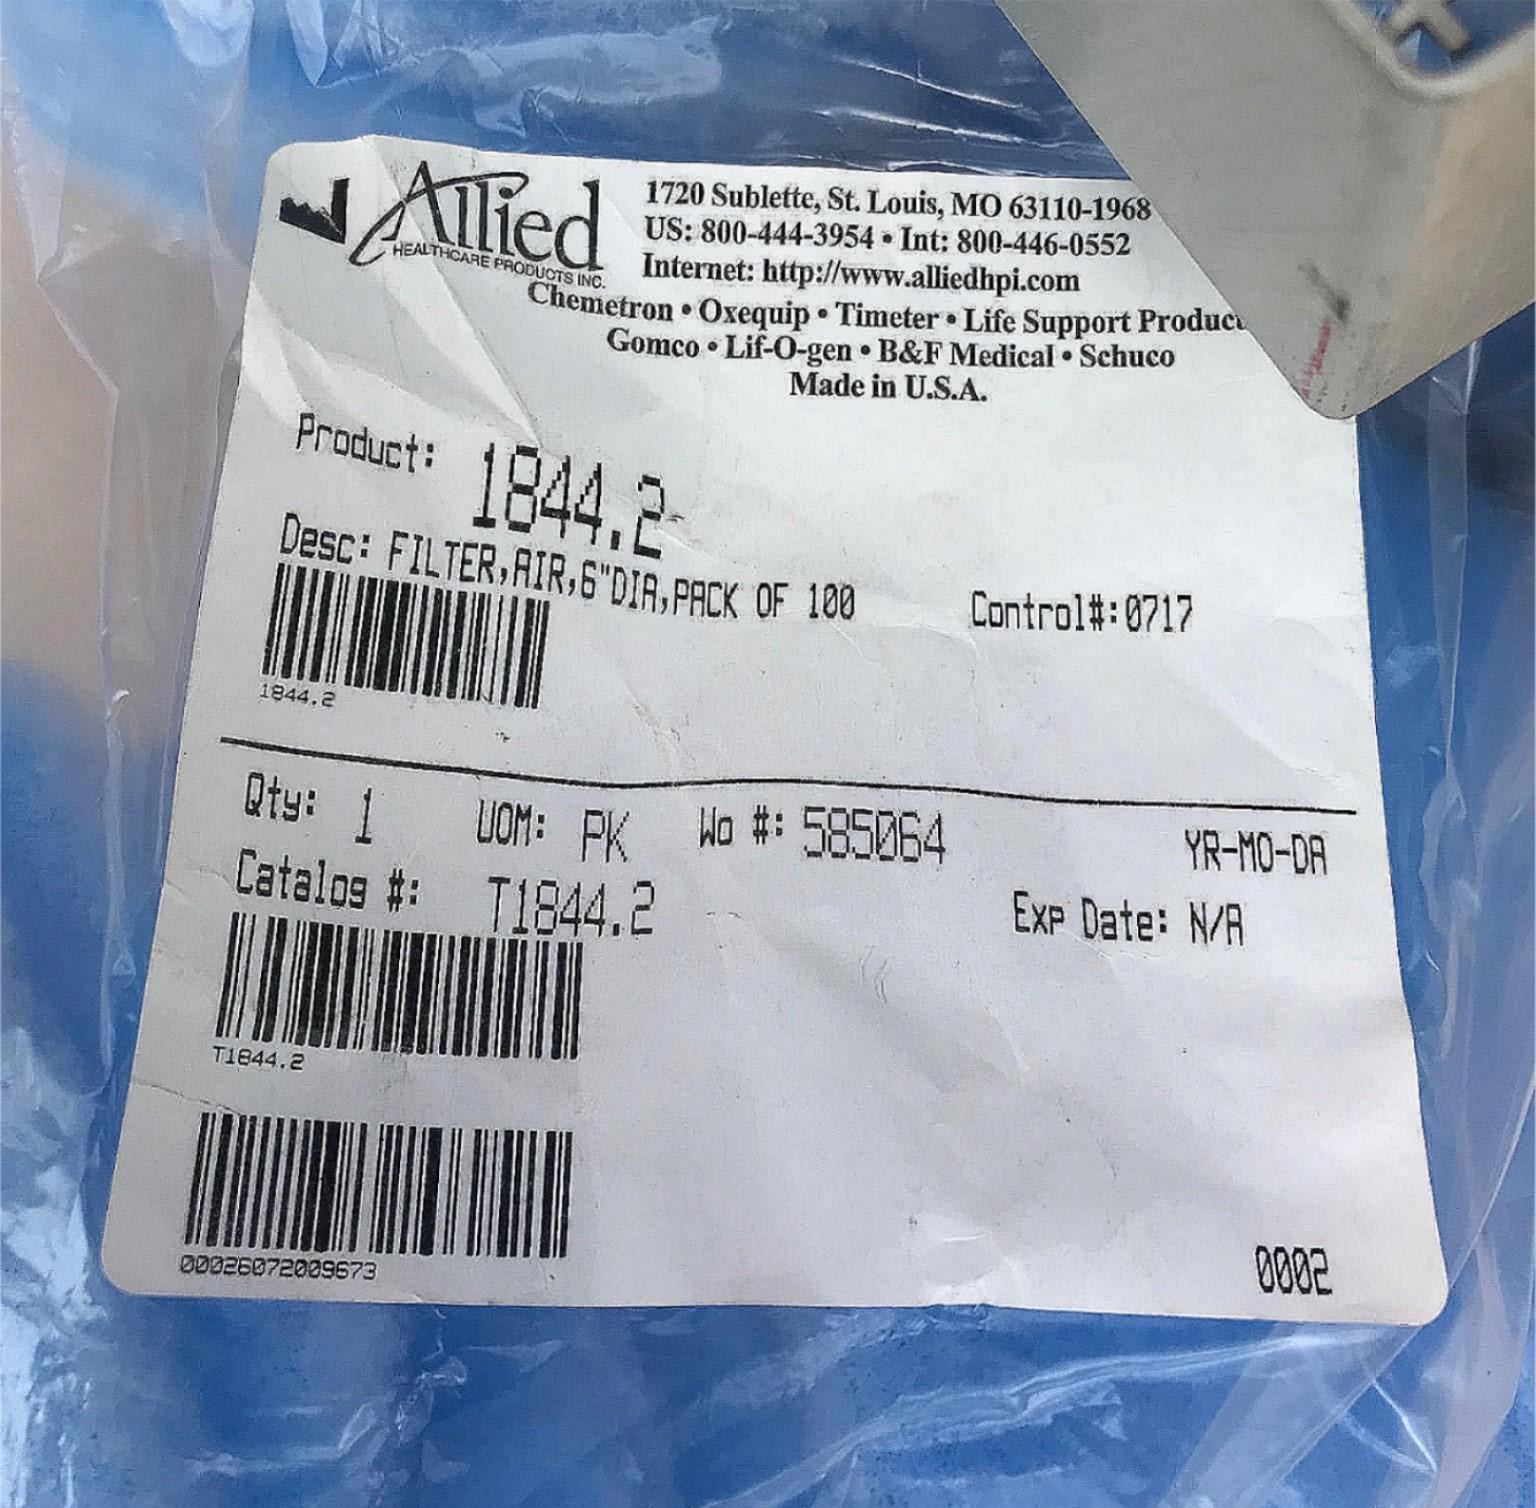 Allied
HEALTHCARE PRODUCTS INC.
1720 Sublette, St. Louis, MO 63110-1968
US: 800-444-3954 • Int: 800-446-0552
Internet: http://www.alliedhpi.com
Chemetron • Oxequip • Timeter • Life Support Product
Gomco • Lif-O-gen • B&F Medical • Schuco
Made in U.S.A.
Product: 1844.2
Desc: FILTER,AIR,6"DIA,PACK OF 100 Control#:0717
1844.2
Qty: 1 UOM: PK Wo #: 585064 YR-MO-DA
Catalog #: T1844.2 Exp Date: N/A
T1844.2
00026072009673
0002